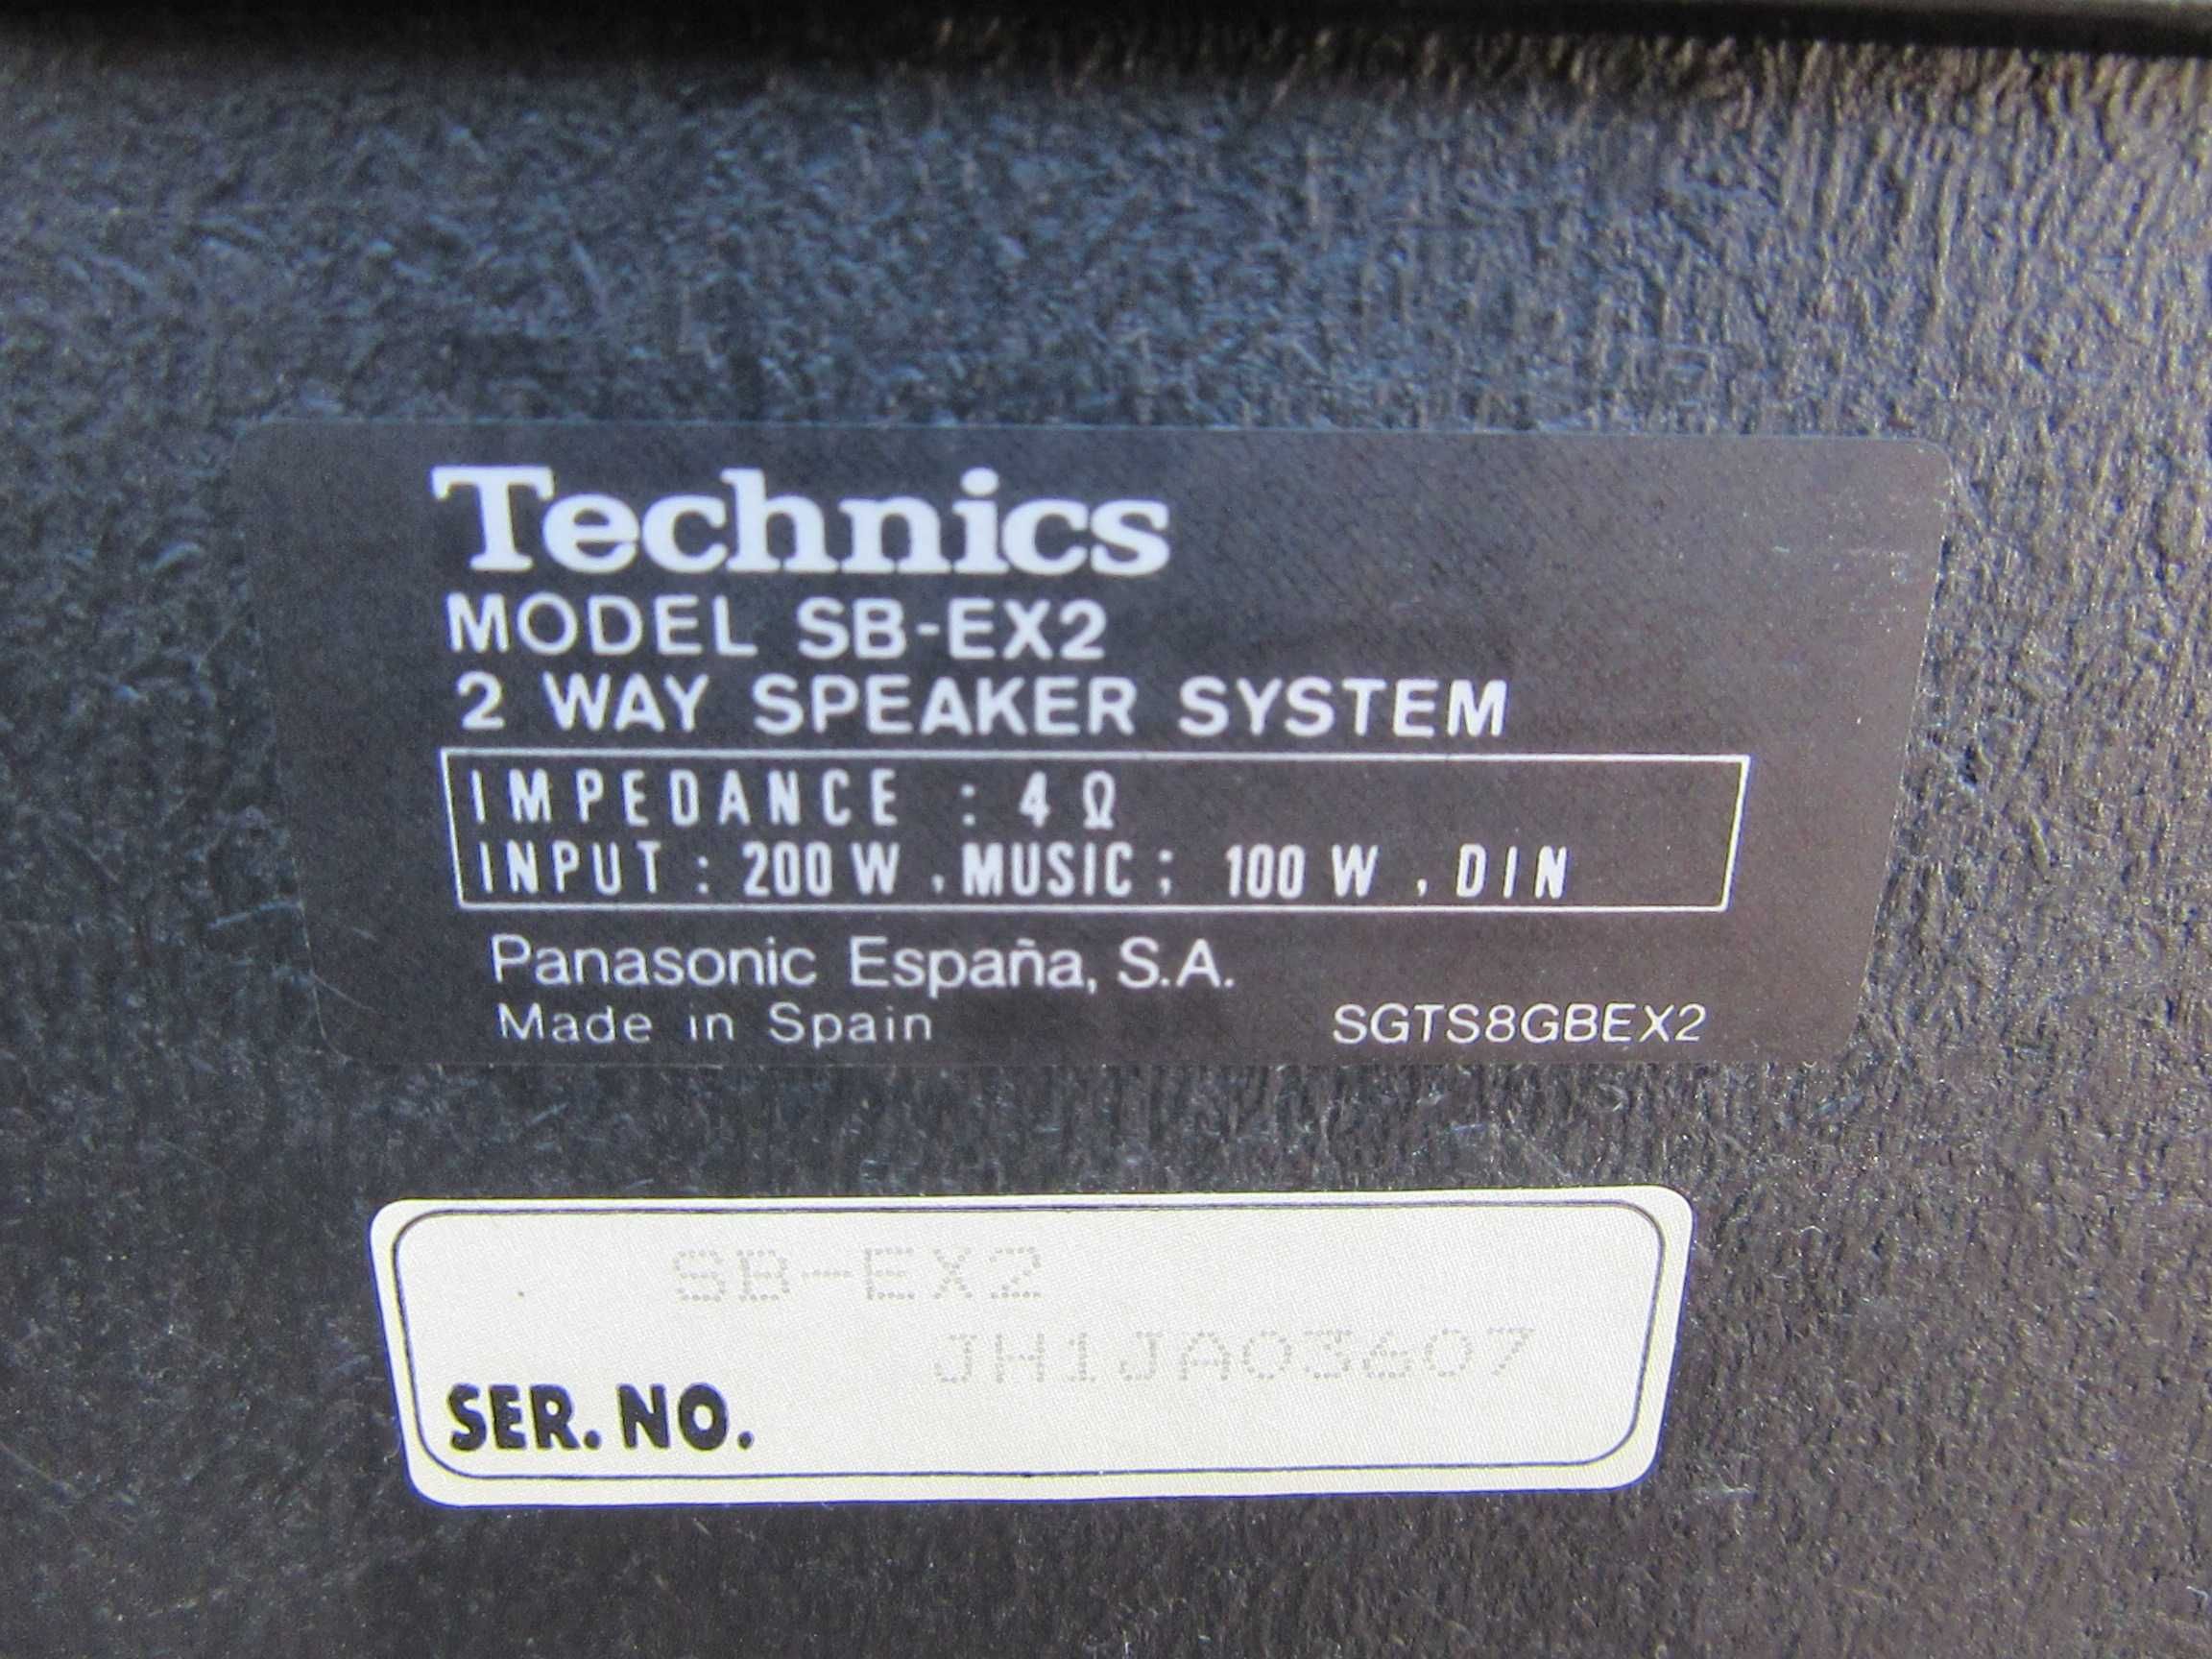 Technics
MODEL SB-EX2
2 WAY SPEAKER SYSTEM
IMPEDANCE : 4 Ω
INPUT : 200 W , MUSIC ; 100 W , DIN
Panasonic España, S.A.
Made in Spain SGTS8GBEX2
SB-EX2
JH1JA03607
SER. NO.